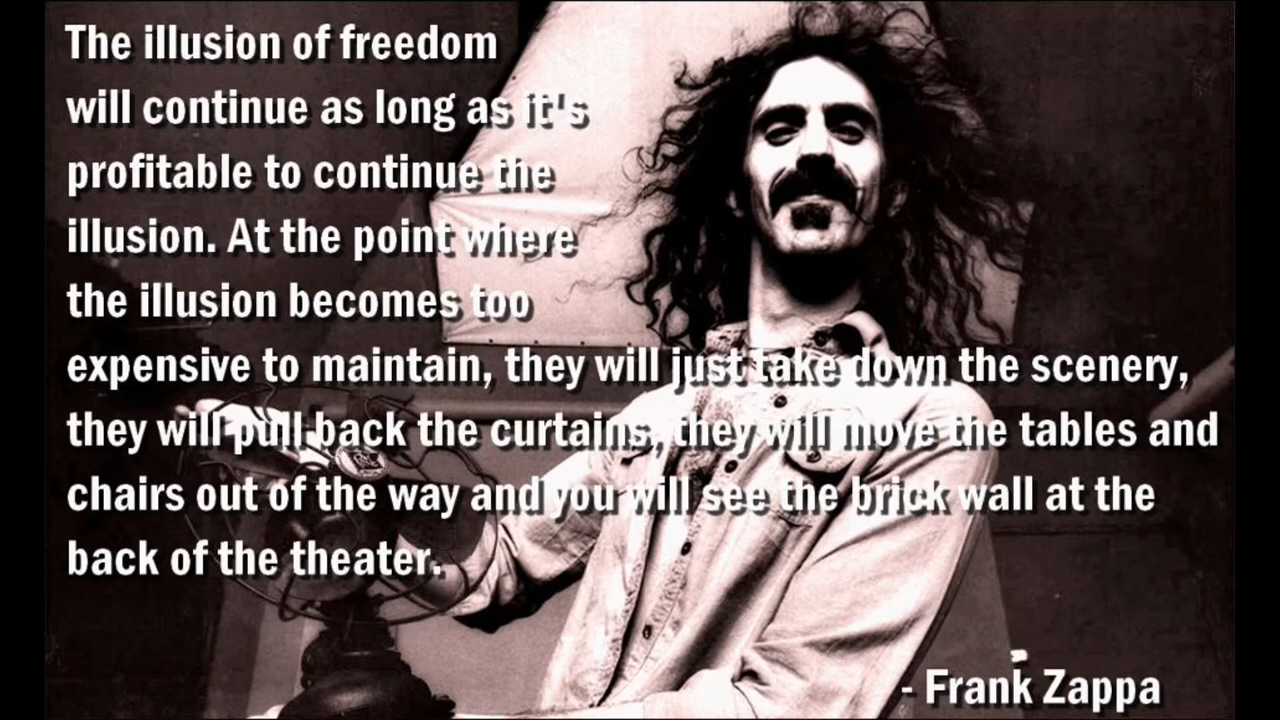 The illusion of freedom
will continue as long as it's
profitable to continue the
illusion. At the point where
the illusion becomes too
expensive to maintain, they will just take down the scenery,
they will pull back the curtains, they will move the tables and
chairs out of the way and you will see the brick wall at the
back of the theater.
- Frank Zappa